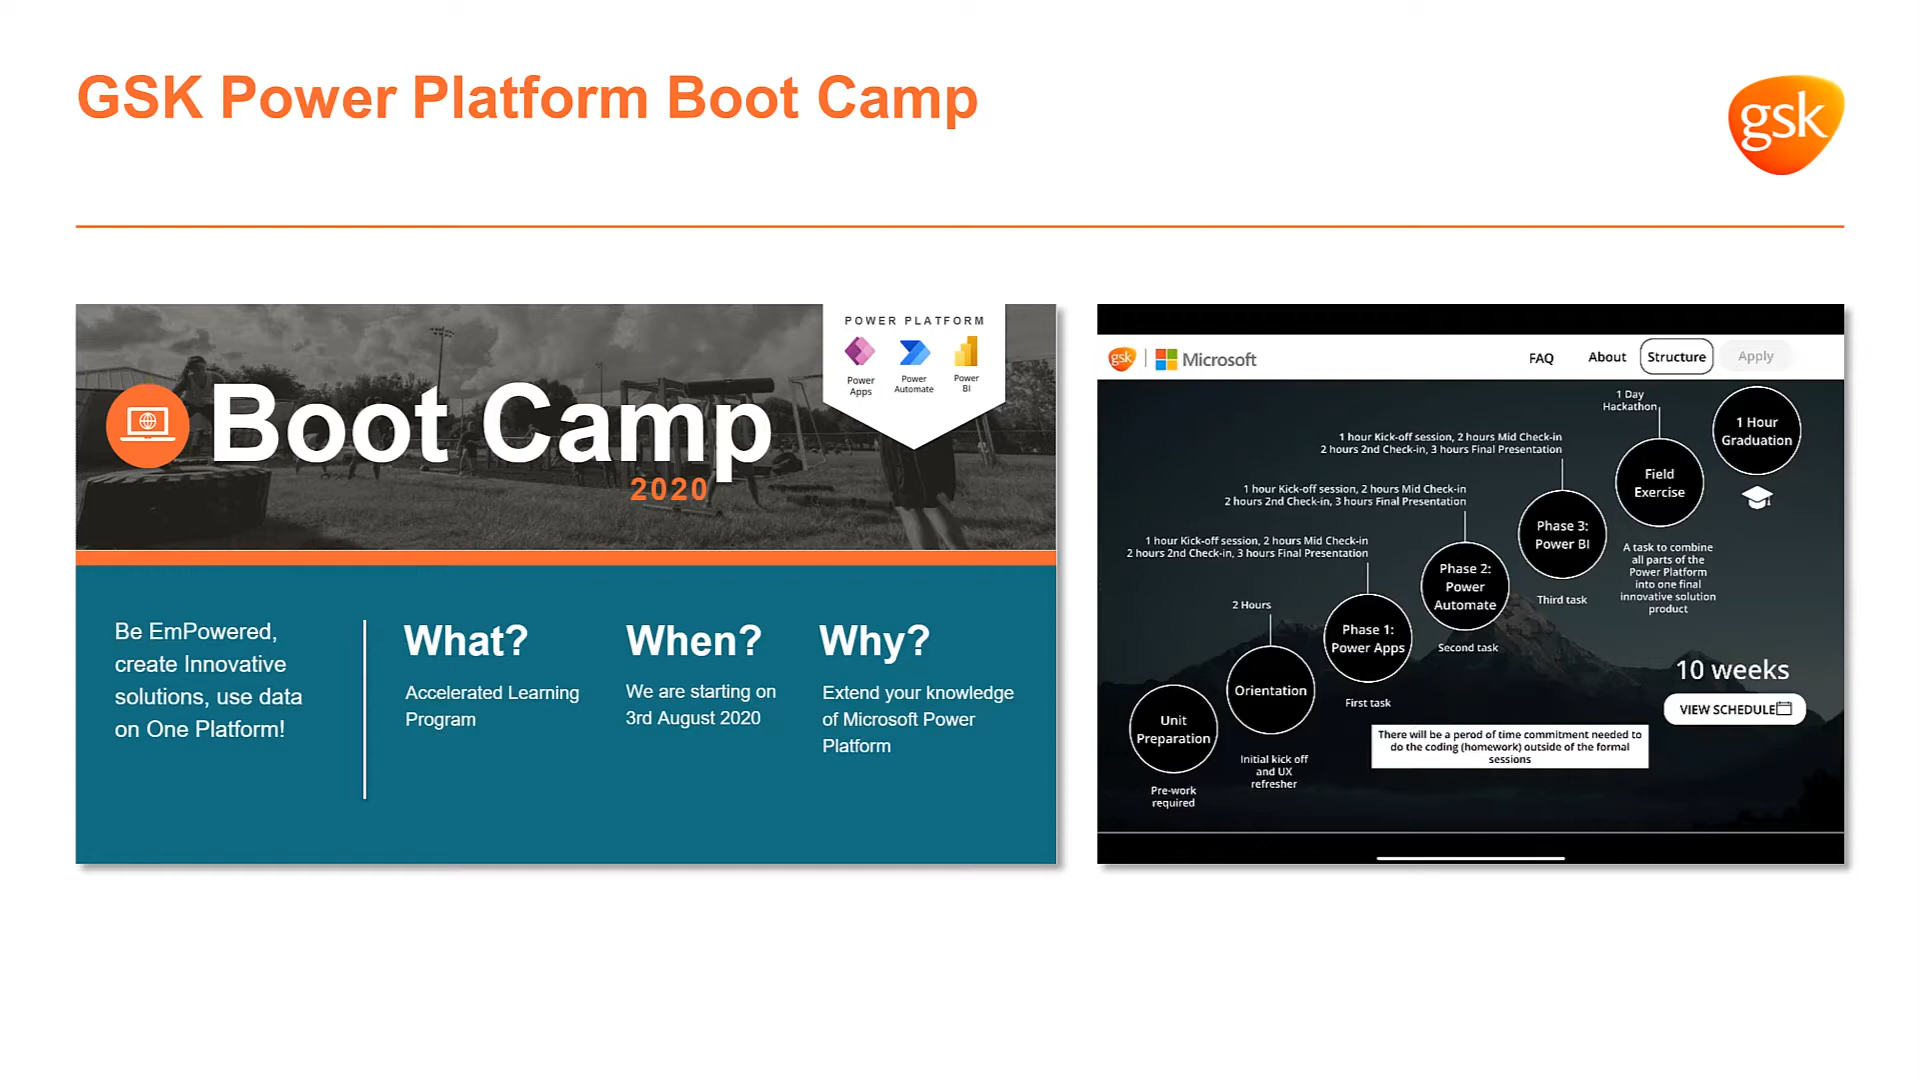 GSK Power Platform Boot Camp
gsk
POWER PLATFORM
Power
Apps
Power
Automate
Power
BI
Boot Camp
2020
Be EmPowered,
create Innovative
solutions, use data
on One Platform!
What?
Accelerated Learning
Program
When?
We are starting on
3rd August 2020
Why?
Extend your knowledge
of Microsoft Power
Platform
gsk
Microsoft
FAQ
About
Structure
Apply
Unit
Preparation
Pre-work
required
2 Hours
Orientation
Initial kick off
and UX
refresher
1 hour Kick-off session, 2 hours Mid Check-in
2 hours 2nd Check-in, 3 hours Final Presentation
Phase 1:
Power Apps
First task
1 hour Kick-off session, 2 hours Mid Check-in
2 hours 2nd Check-in, 3 hours Final Presentation
Phase 2:
Power
Automate
Second task
1 hour Kick-off session, 2 hours Mid Check-in
2 hours 2nd Check-in, 3 hours Final Presentation
Phase 3:
Power BI
Third task
1 Day
Hackathon
Field
Exercise
A task to combine
all parts of the
Power Platform
into one final
innovative solution
product
1 Hour
Graduation
10 weeks
VIEW SCHEDULE
There will be a perod of time commitment needed to
do the coding (homework) outside of the formal
sessions